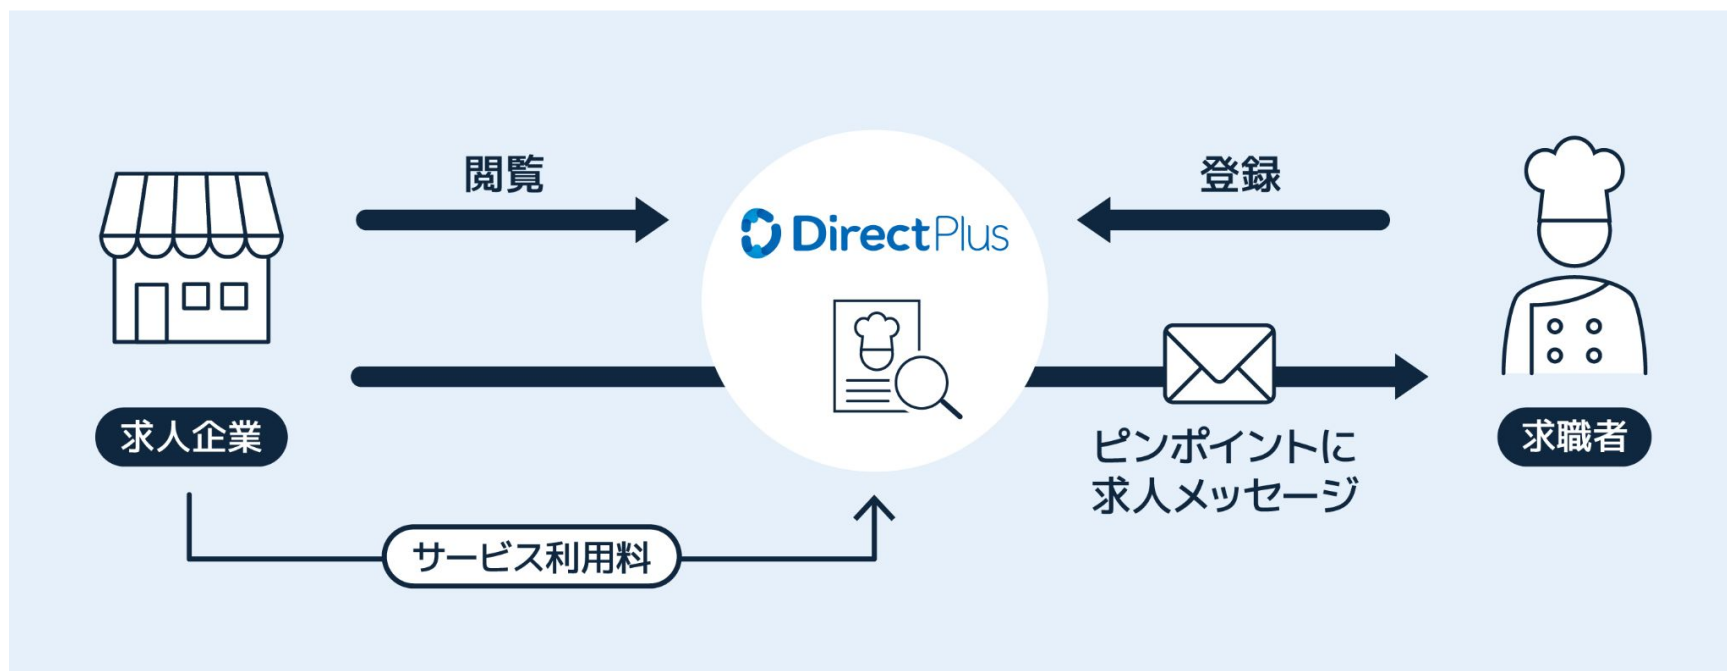 閲覧
登録
DirectPlus
求人企業
求職者
ピンポイントに
求人メッセージ
サービス利用料